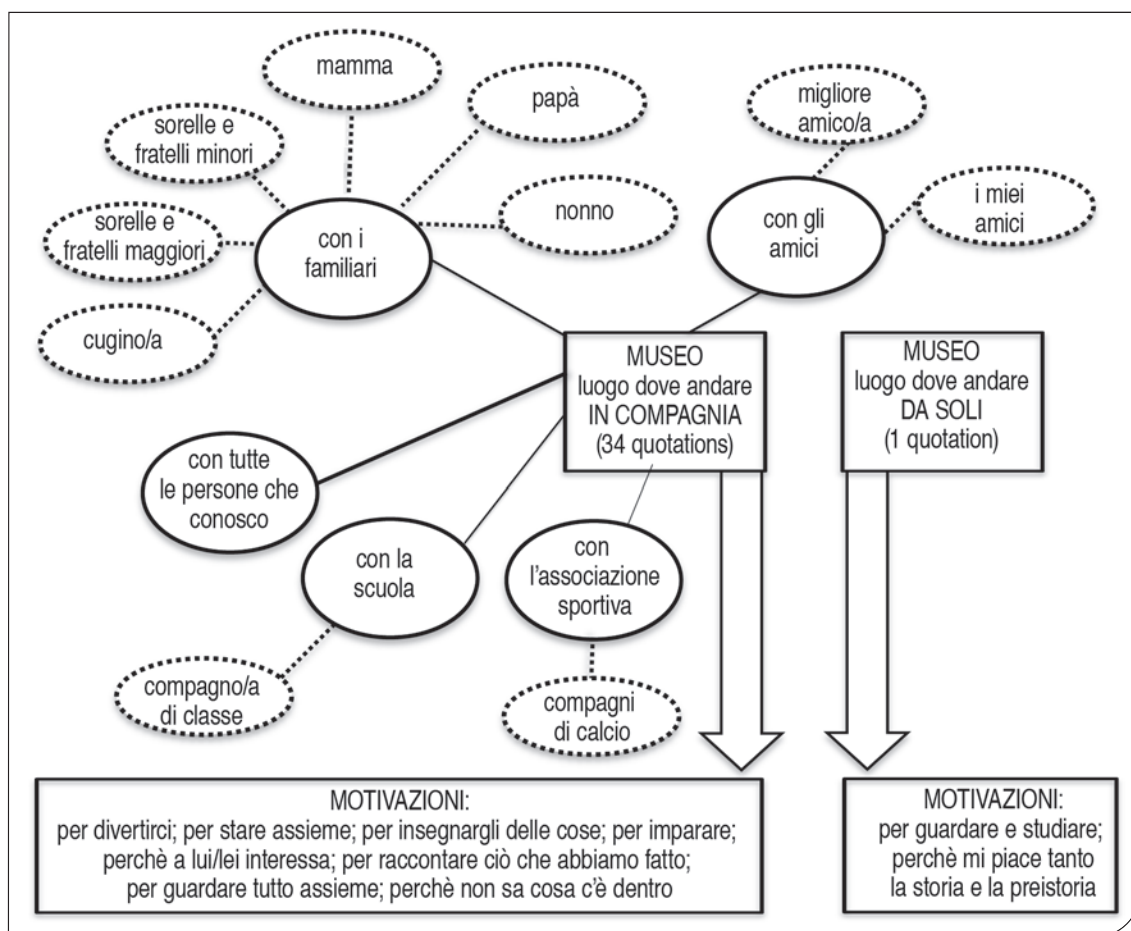 mamma
papà
migliore
amico/a
sorelle e
fratelli minori
nonno
i miei
amici
sorelle e
fratelli maggiori
con i
familiari
con gli
amici
cugino/a
MUSEO
luogo dove andare
IN COMPAGNIA
(34 quotations)
MUSEO
luogo dove andare
DA SOLI
(1 quotation)
con tutte
le persone che
conosco
con la
scuola
con
l'associazione
sportiva
compagno/a
di classe
compagni
di calcio
MOTIVAZIONI:
per divertirci; per stare assieme; per insegnargli delle cose; per imparare;
perchè a lui/lei interessa; per raccontare ciò che abbiamo fatto;
per guardare tutto assieme; perchè non sa cosa c'è dentro
MOTIVAZIONI:
per guardare e studiare;
perchè mi piace tanto
la storia e la preistoria